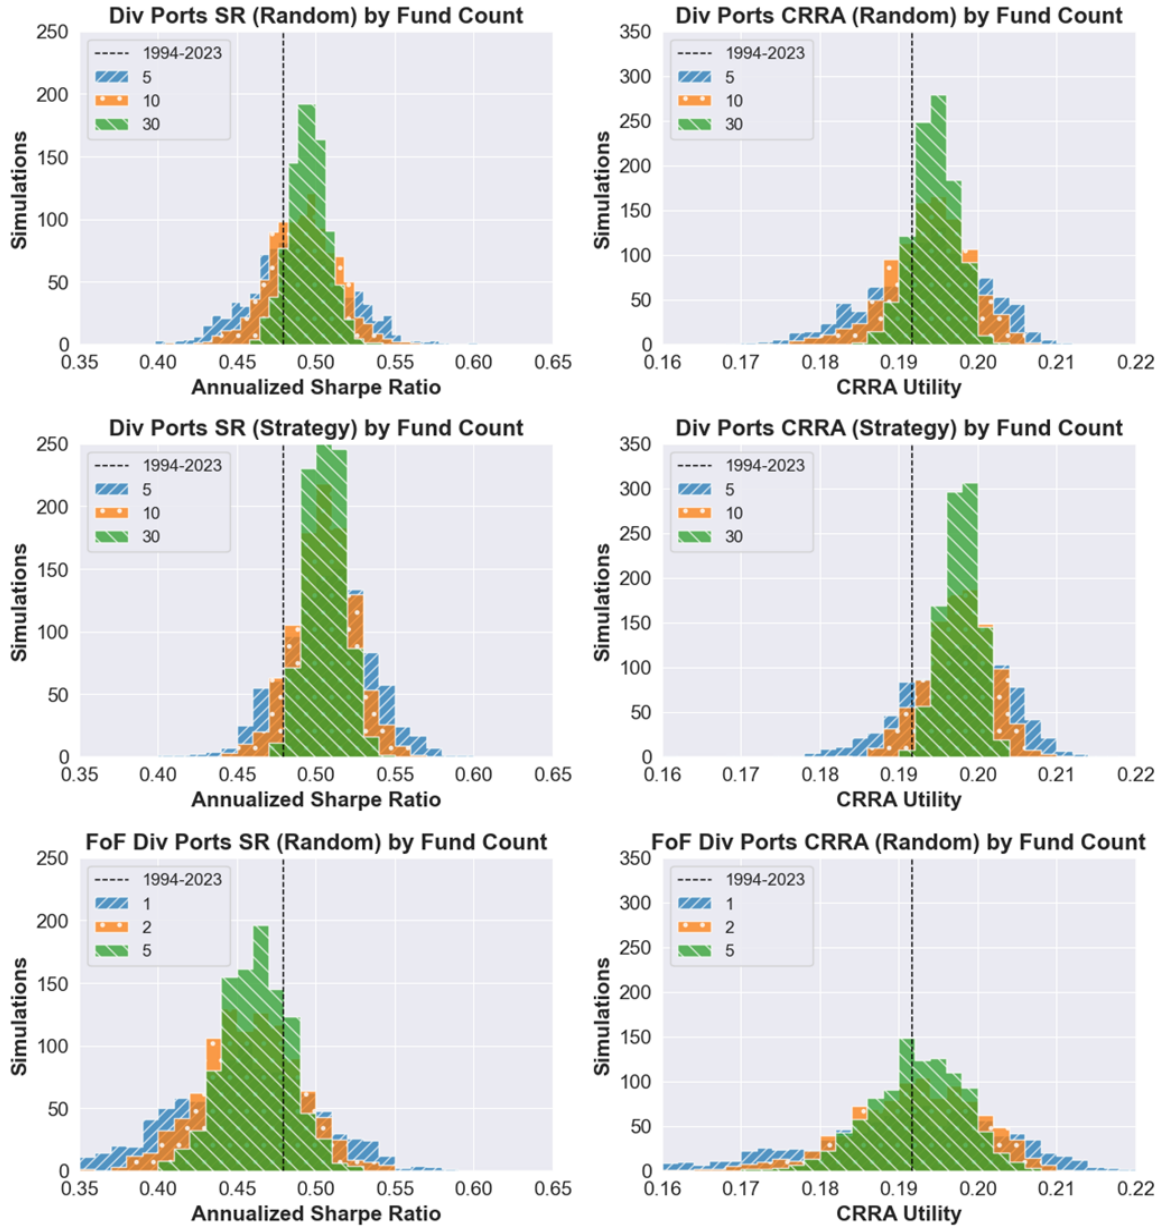 Div Ports SR (Random) by Fund Count
250
200
150
100
50
0
Simulations
1994-2023
5
10
30
0.35 0.40 0.45 0.50 0.55 0.60 0.65
Annualized Sharpe Ratio
Div Ports CRRA (Random) by Fund Count
350
300
250
200
150
100
50
0
Simulations
1994-2023
5
10
30
0.16 0.17 0.18 0.19 0.20 0.21 0.22
CRRA Utility
Div Ports SR (Strategy) by Fund Count
250
200
150
100
50
0
Simulations
1994-2023
5
10
30
0.35 0.40 0.45 0.50 0.55 0.60 0.65
Annualized Sharpe Ratio
Div Ports CRRA (Strategy) by Fund Count
350
300
250
200
150
100
50
0
Simulations
1994-2023
5
10
30
0.16 0.17 0.18 0.19 0.20 0.21 0.22
CRRA Utility
FoF Div Ports SR (Random) by Fund Count
250
200
150
100
50
0
Simulations
1994-2023
1
2
5
0.35 0.40 0.45 0.50 0.55 0.60 0.65
Annualized Sharpe Ratio
FoF Div Ports CRRA (Random) by Fund Count
350
300
250
200
150
100
50
0
Simulations
1994-2023
1
2
5
0.16 0.17 0.18 0.19 0.20 0.21 0.22
CRRA Utility